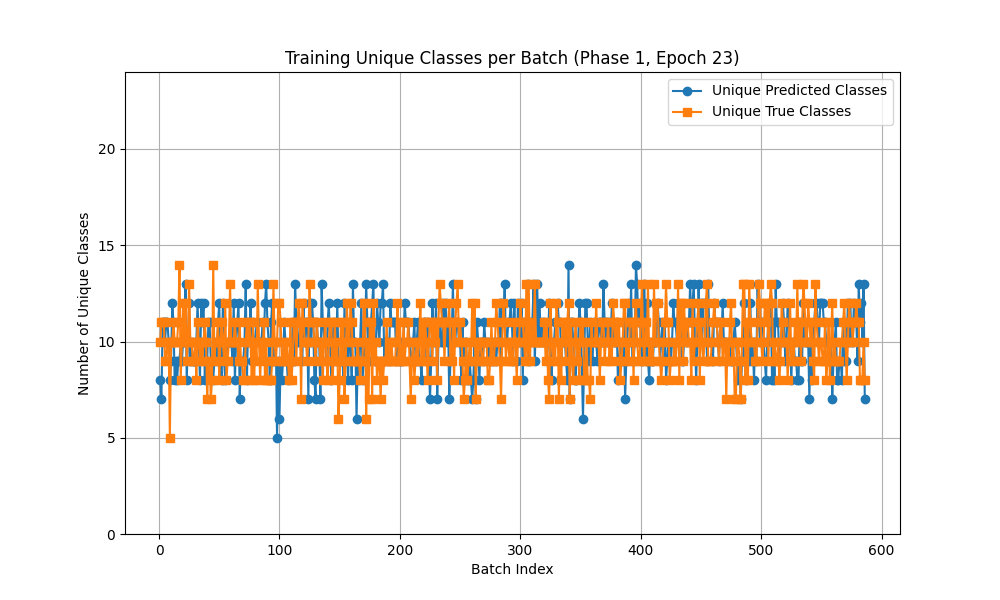 Training Unique Classes per Batch (Phase 1, Epoch 23)
Unique Predicted Classes
Unique True Classes
Number of Unique Classes
20
15
10
5
0
0 100 200 300 400 500 600
Batch Index